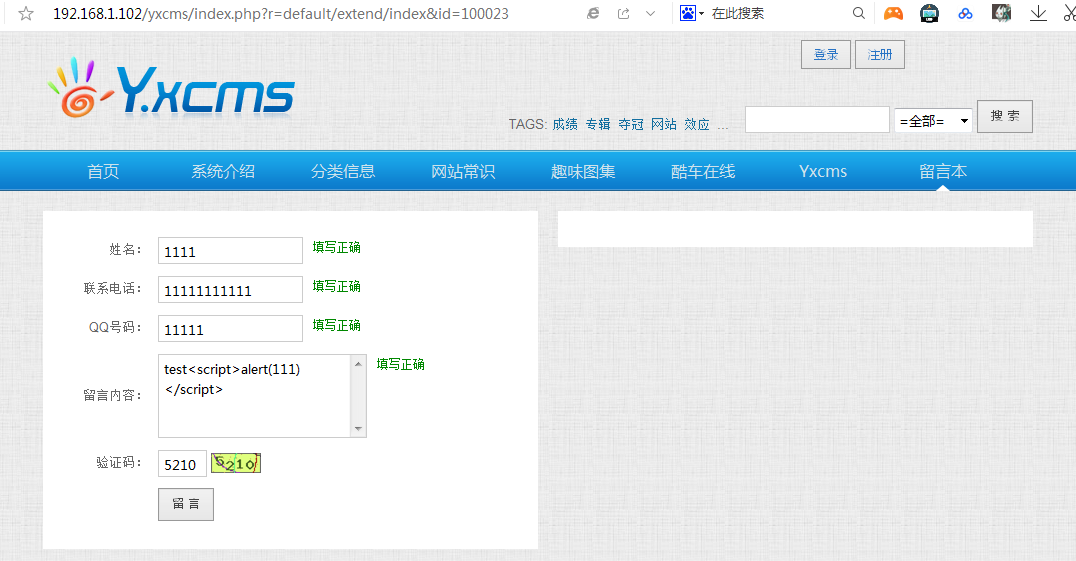 192.168.1.102/yxcms/index.php?r=default/extend/index&id=100023
在此搜索
登录 注册
Y.xcms
TAGS: 成绩 专辑 夺冠 网站 效应 ...
=全部= 搜 索
首页 系统介绍 分类信息 网站常识 趣味图集 酷车在线 Yxcms 留言本
姓名： 1111 填写正确
联系电话： 11111111111 填写正确
QQ号码： 11111 填写正确
留言内容： test<script>alert(111) 填写正确
</script>
验证码： 5210 5210
留 言